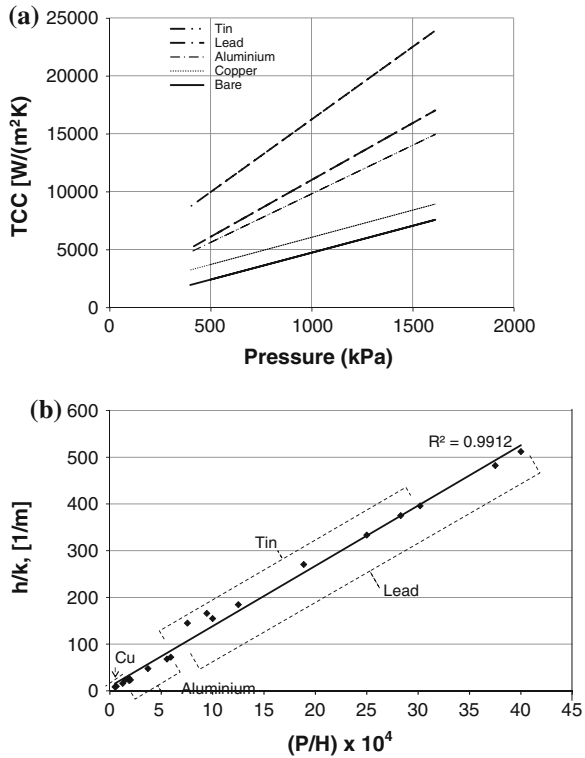 (a)
25000
20000
15000
10000
5000
0
TCC [W/(m²K]
Tin
Lead
Aluminium
Copper
Bare
0 500 1000 1500 2000
Pressure (kPa)
(b)
600
500
400
300
200
100
0
h/k, [1/m]
R² = 0.9912
Tin
Lead
Cu
Aluminium
0 5 10 15 20 25 30 35 40 45
(P/H) x 10⁴